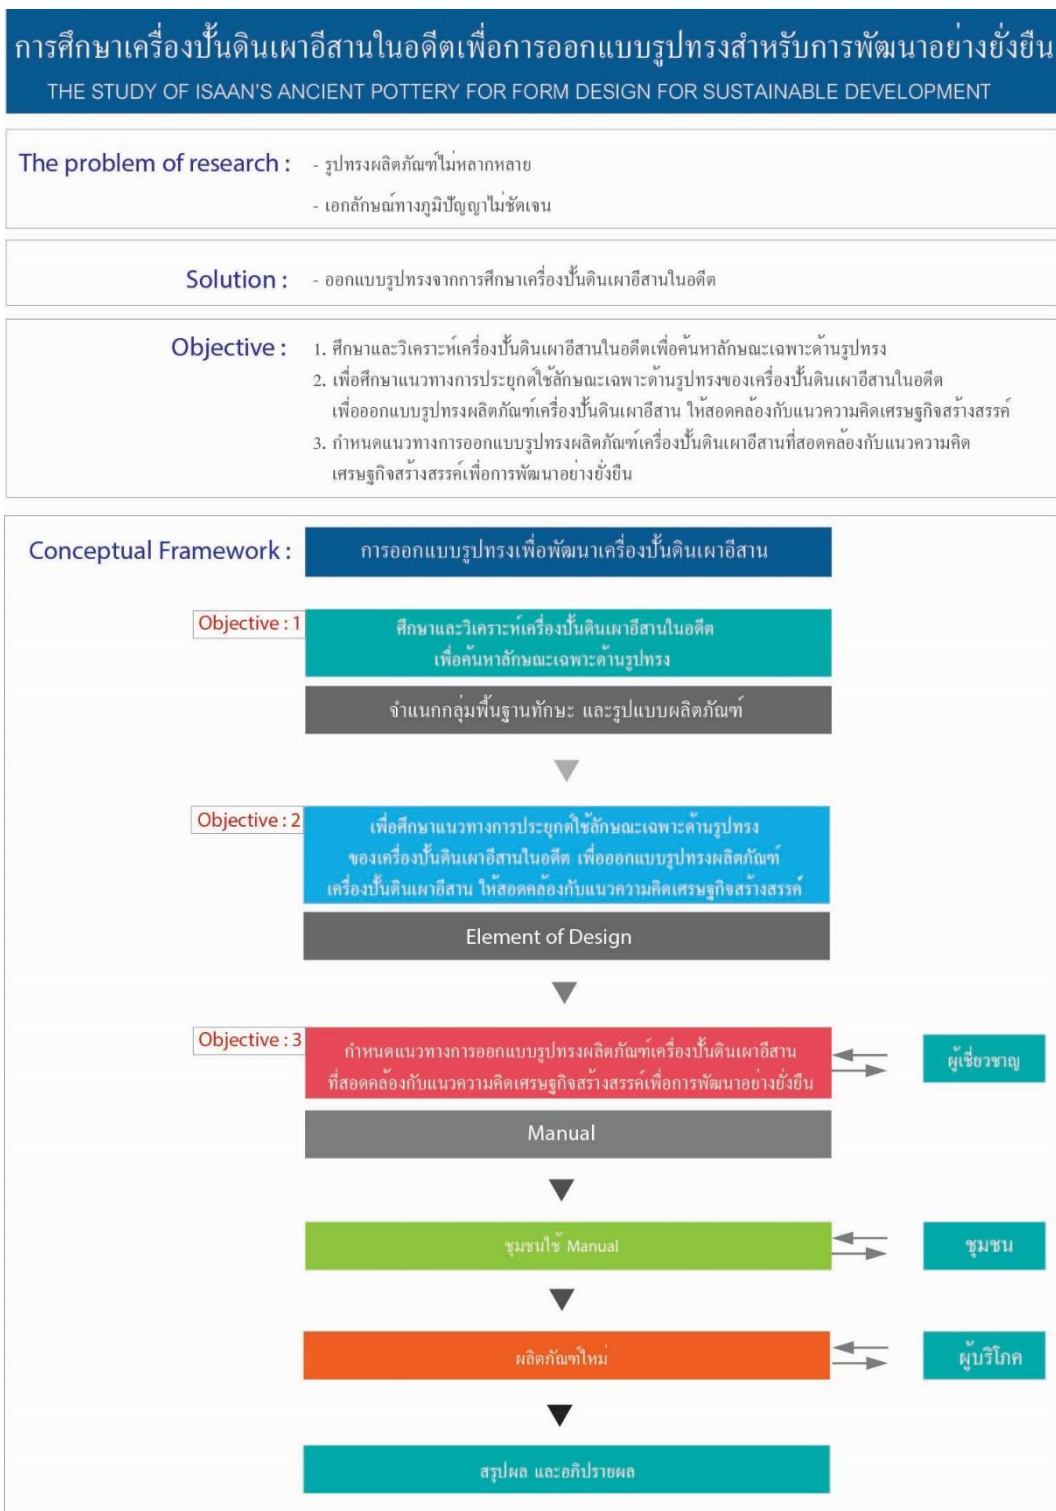 การศึกษาเครื่องปั้นดินเผาอีสานในอดีตเพื่อการออกแบบรูปทรงสำหรับการพัฒนาอย่างยั่งยืน
THE STUDY OF ISAAN'S ANCIENT POTTERY FOR FORM DESIGN FOR SUSTAINABLE DEVELOPMENT
The problem of research : - รูปทรงผลิตภัณฑ์ไม่หลากหลาย
- เอกลักษณ์ทางภูมิปัญญาไม่ชัดเจน
Solution : - ออกแบบรูปทรงจากการศึกษาเครื่องปั้นดินเผาอีสานในอดีต
Objective : 1. ศึกษาและวิเคราะห์เครื่องปั้นดินเผาอีสานในอดีตเพื่อค้นหาลักษณะเฉพาะด้านรูปทรง
2. เพื่อศึกษาแนวทางการประยุกต์ใช้ลักษณะเฉพาะด้านรูปทรงของเครื่องปั้นดินเผาอีสานในอดีต
เพื่อออกแบบรูปทรงผลิตภัณฑ์เครื่องปั้นดินเผาอีสาน ให้สอดคล้องกับแนวความคิดเศรษฐกิจสร้างสรรค์
3. กำหนดแนวทางการออกแบบรูปทรงผลิตภัณฑ์เครื่องปั้นดินเผาอีสานที่สอดคล้องกับแนวความคิด
เศรษฐกิจสร้างสรรค์เพื่อการพัฒนาอย่างยั่งยืน
Conceptual Framework : การออกแบบรูปทรงเพื่อพัฒนาเครื่องปั้นดินเผาอีสาน
Objective : 1
ศึกษาและวิเคราะห์เครื่องปั้นดินเผาอีสานในอดีต
เพื่อค้นหาลักษณะเฉพาะด้านรูปทรง
จำแนกกลุ่มพื้นฐานทักษะ และรูปแบบผลิตภัณฑ์
Objective : 2
เพื่อศึกษาแนวทางการประยุกต์ใช้ลักษณะเฉพาะด้านรูปทรง
ของเครื่องปั้นดินเผาอีสานในอดีต เพื่อออกแบบรูปทรงผลิตภัณฑ์
เครื่องปั้นดินเผาอีสาน ให้สอดคล้องกับแนวความคิดเศรษฐกิจสร้างสรรค์
Element of Design
Objective : 3
กำหนดแนวทางการออกแบบรูปทรงผลิตภัณฑ์เครื่องปั้นดินเผาอีสาน
ที่สอดคล้องกับแนวความคิดเศรษฐกิจสร้างสรรค์เพื่อการพัฒนาอย่างยั่งยืน
ผู้เชี่ยวชาญ
Manual
ชุมชนใช้ Manual
ชุมชน
ผลิตภัณฑ์ใหม่
ผู้บริโภค
สรุปผล และอภิปรายผล